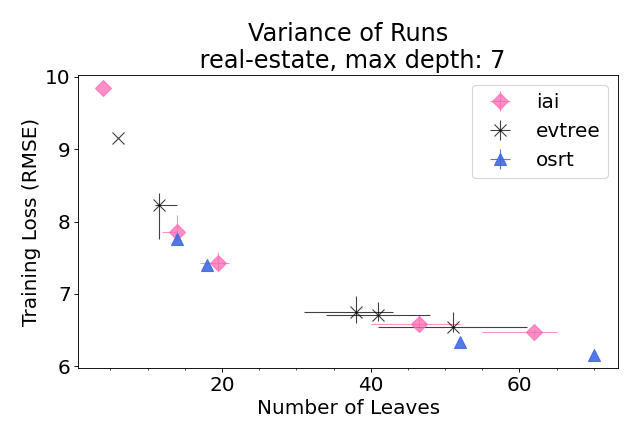 Variance of Runs
real-estate, max depth: 7
10
9
8
7
6
Training Loss (RMSE)
iai
evtree
osrt
20
40
60
Number of Leaves